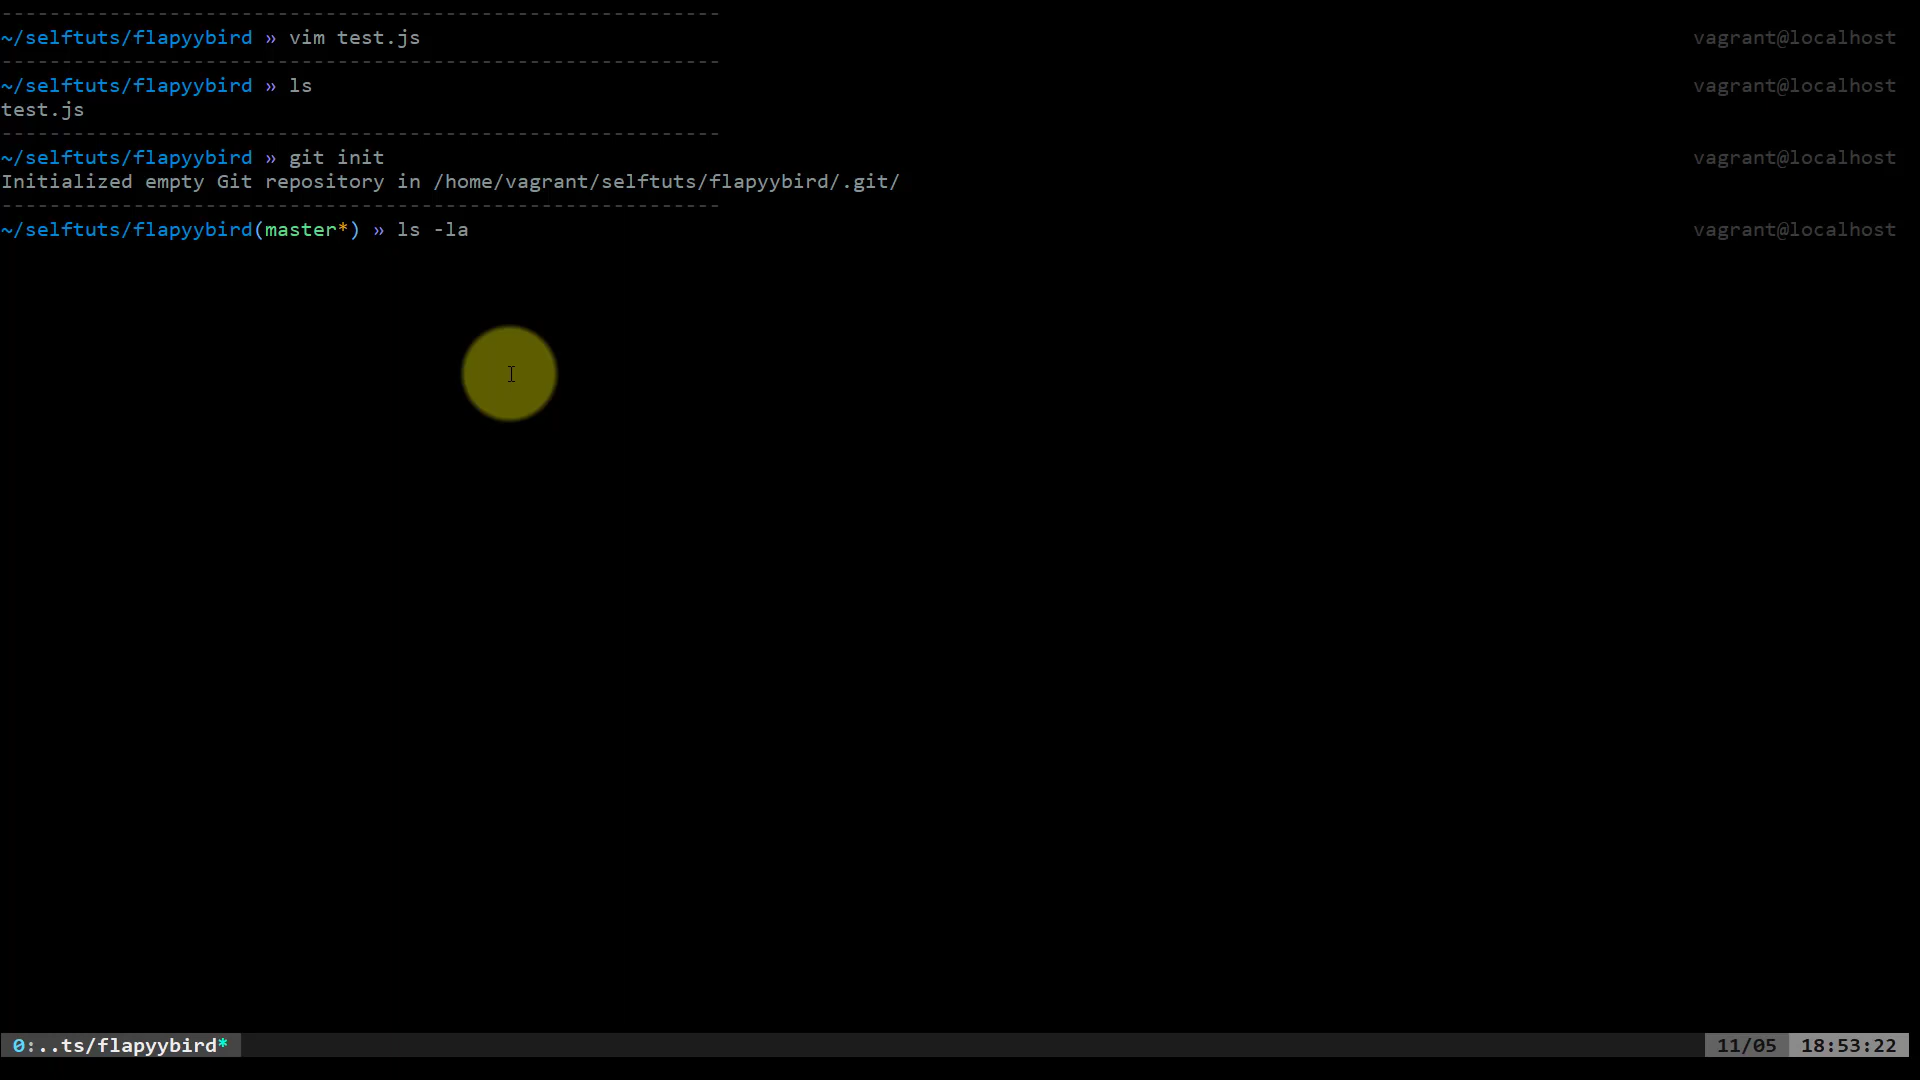 ~/selftuts/flapyybird » vim test.js vagrant@localhost
~/selftuts/flapyybird » ls vagrant@localhost
test.js
~/selftuts/flapyybird » git init vagrant@localhost
Initialized empty Git repository in /home/vagrant/selftuts/flapyybird/.git/
~/selftuts/flapyybird(master*) » ls -la vagrant@localhost
0:..ts/flapyybird* 11/05 18:53:22